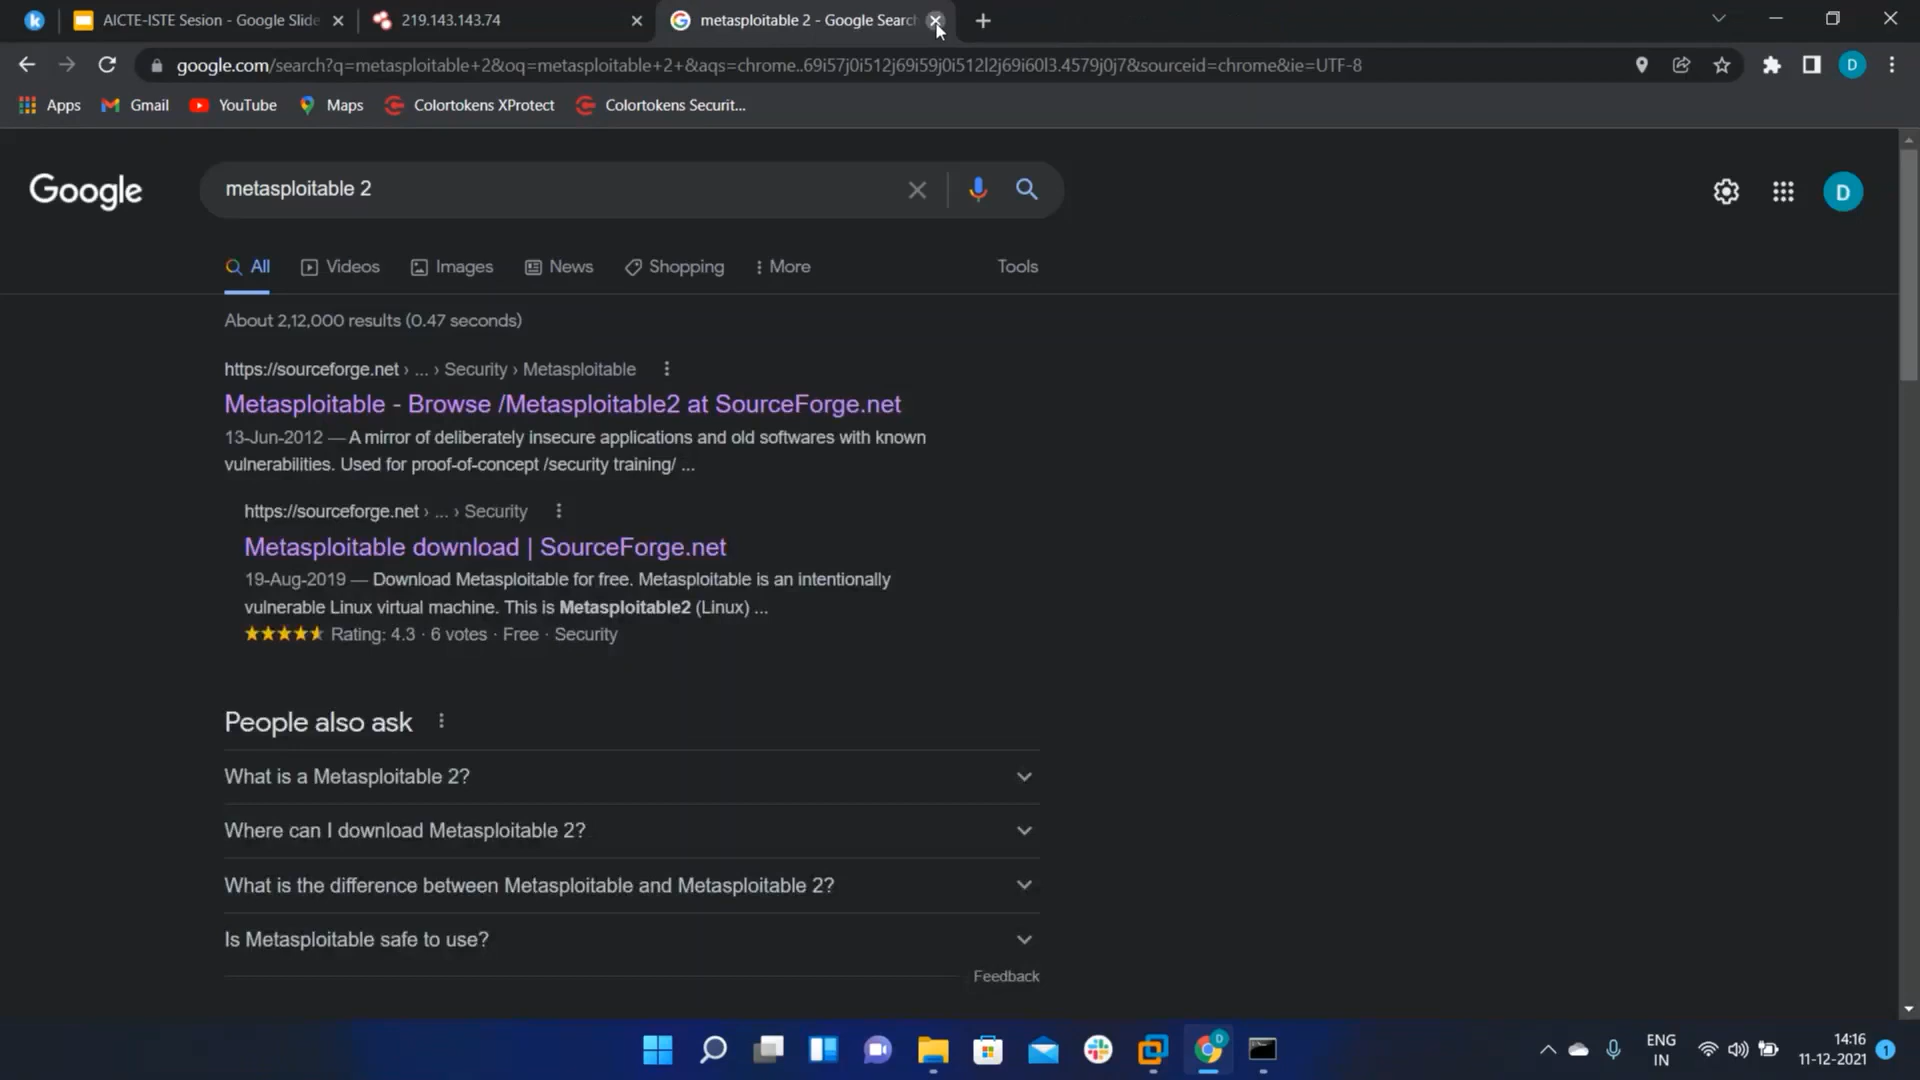 AICTE-ISTE Sesion - Google Slide
219.143.143.74
metasploitable 2 - Google Search
google.com/search?q=metasploitable+2&oq=metasploitable+2+&aqs=chrome..69i57j0i512j69i59j0i512l2j69i60l3.4579j0j7&sourceid=chrome&ie=UTF-8
D
Apps
Gmail
YouTube
Maps
Colortokens XProtect
Colortokens Securit...
Google
metasploitable 2
D
All
Videos
Images
News
Shopping
More
Tools
About 2,12,000 results (0.47 seconds)
https://sourceforge.net › ... › Security › Metasploitable
Metasploitable - Browse /Metasploitable2 at SourceForge.net
13-Jun-2012 — A mirror of deliberately insecure applications and old softwares with known
vulnerabilities. Used for proof-of-concept /security training/ ...
https://sourceforge.net › ... › Security
Metasploitable download | SourceForge.net
19-Aug-2019 — Download Metasploitable for free. Metasploitable is an intentionally
vulnerable Linux virtual machine. This is Metasploitable2 (Linux) ...
Rating: 4.3 · 6 votes · Free · Security
People also ask
What is a Metasploitable 2?
Where can I download Metasploitable 2?
What is the difference between Metasploitable and Metasploitable 2?
Is Metasploitable safe to use?
Feedback
D
ENG
IN
14:16
11-12-2021
1